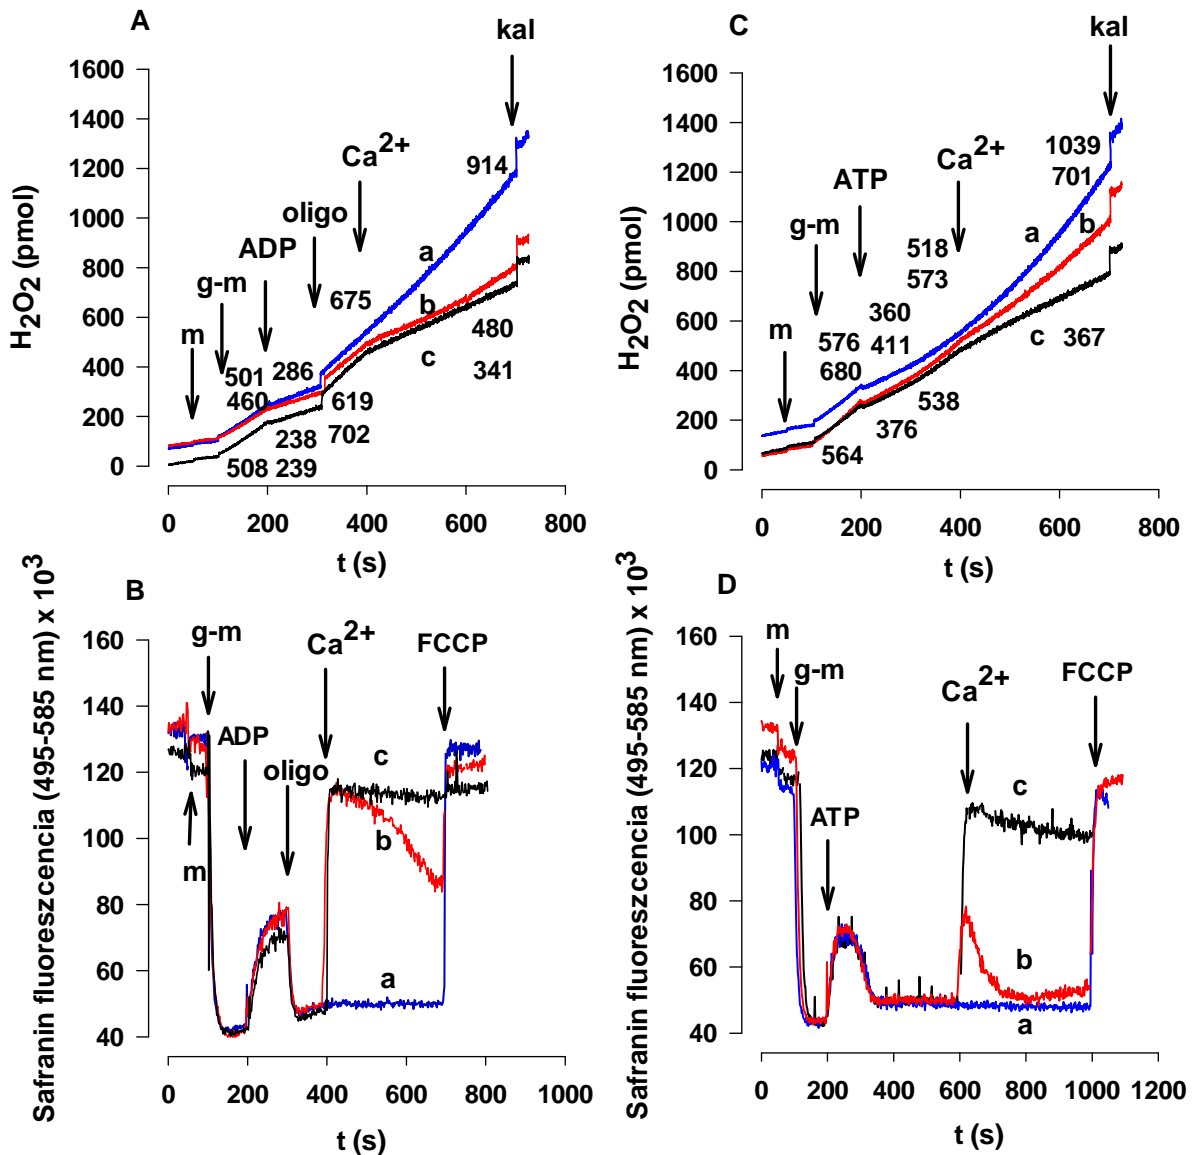 A
kal
1600
1400
1200
1000
800
600
400
200
0
H2O2 (pmol)
Ca2+
914
oligo
ADP
g-m
m
a
675
b
501
286
460
c
480
341
619
238
702
508
239
0 200 400 600 800
t (s)
C
kal
1600
1400
1200
1000
800
600
400
200
0
H2O2 (pmol)
Ca2+
1039
701
ATP
g-m
m
518
a
b
573
360
576
411
680
c
367
538
376
564
0 200 400 600 800
t (s)
B
160
140
120
100
80
60
40
Safranin fluoreszcencia (495-585 nm) x 103
g-m
Ca2+
FCCP
ADP
oligo
c
b
m
a
0 200 400 600 800 1000
t (s)
D
160
140
120
100
80
60
40
Safranin fluoreszcencia (495-585 nm) x 103
m
g-m
Ca2+
FCCP
ATP
c
b
a
0 200 400 600 800 1000 1200
t (s)